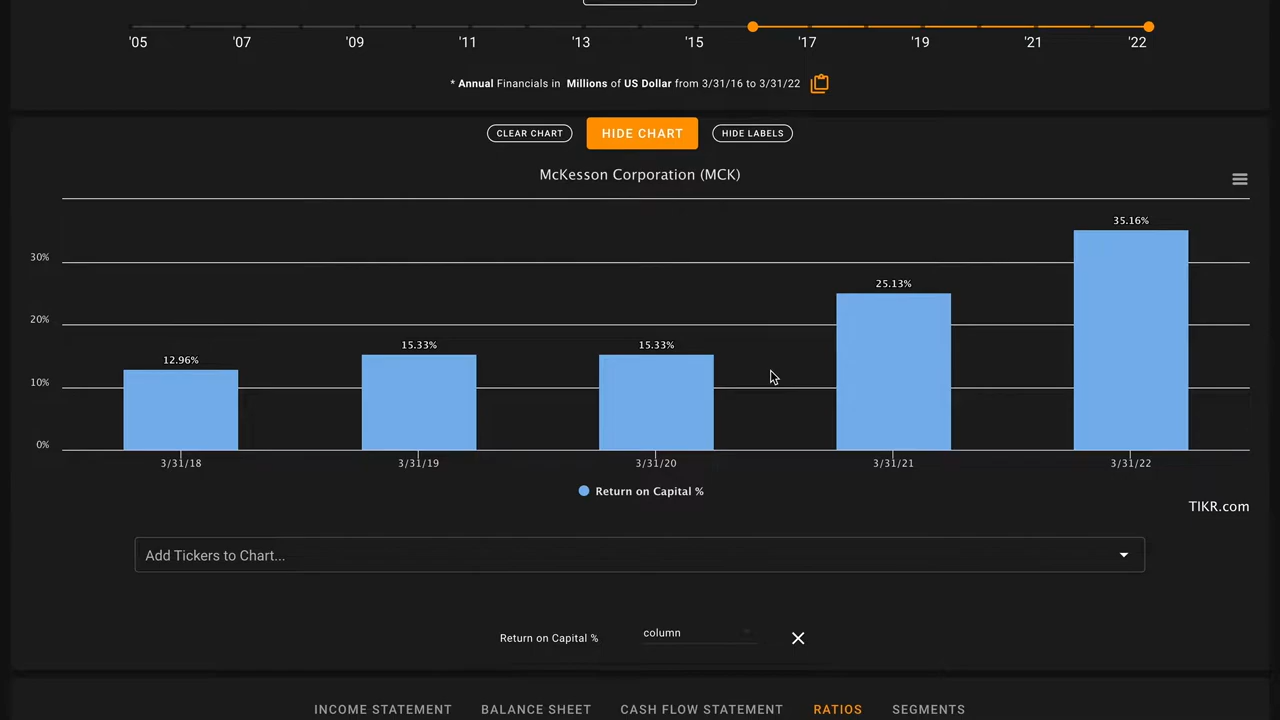 '05 '07 '09 '11 '13 '15 '17 '19 '21 '22
* Annual Financials in Millions of US Dollar from 3/31/16 to 3/31/22
CLEAR CHART HIDE CHART HIDE LABELS
McKesson Corporation (MCK)
35.16%
30%
25.13%
20%
15.33% 15.33%
12.96%
10%
0%
3/31/18 3/31/19 3/31/20 3/31/21 3/31/22
Return on Capital %
TIKR.com
Add Tickers to Chart...
Return on Capital % column
INCOME STATEMENT BALANCE SHEET CASH FLOW STATEMENT RATIOS SEGMENTS